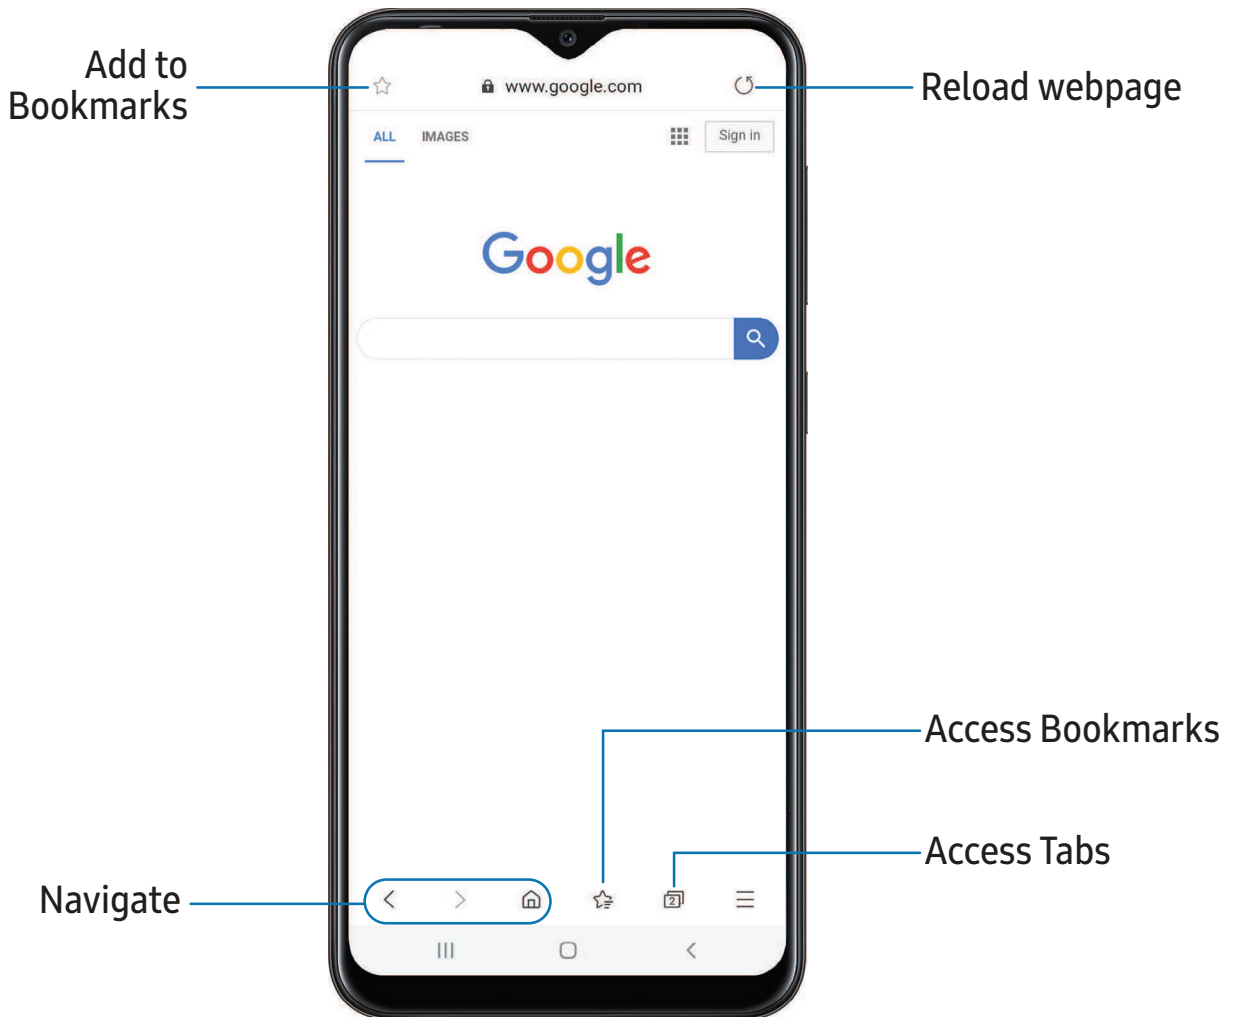 Add to
Bookmarks
www.google.com
Reload webpage
ALL IMAGES
Sign in
Google
Access Bookmarks
Access Tabs
Navigate
2